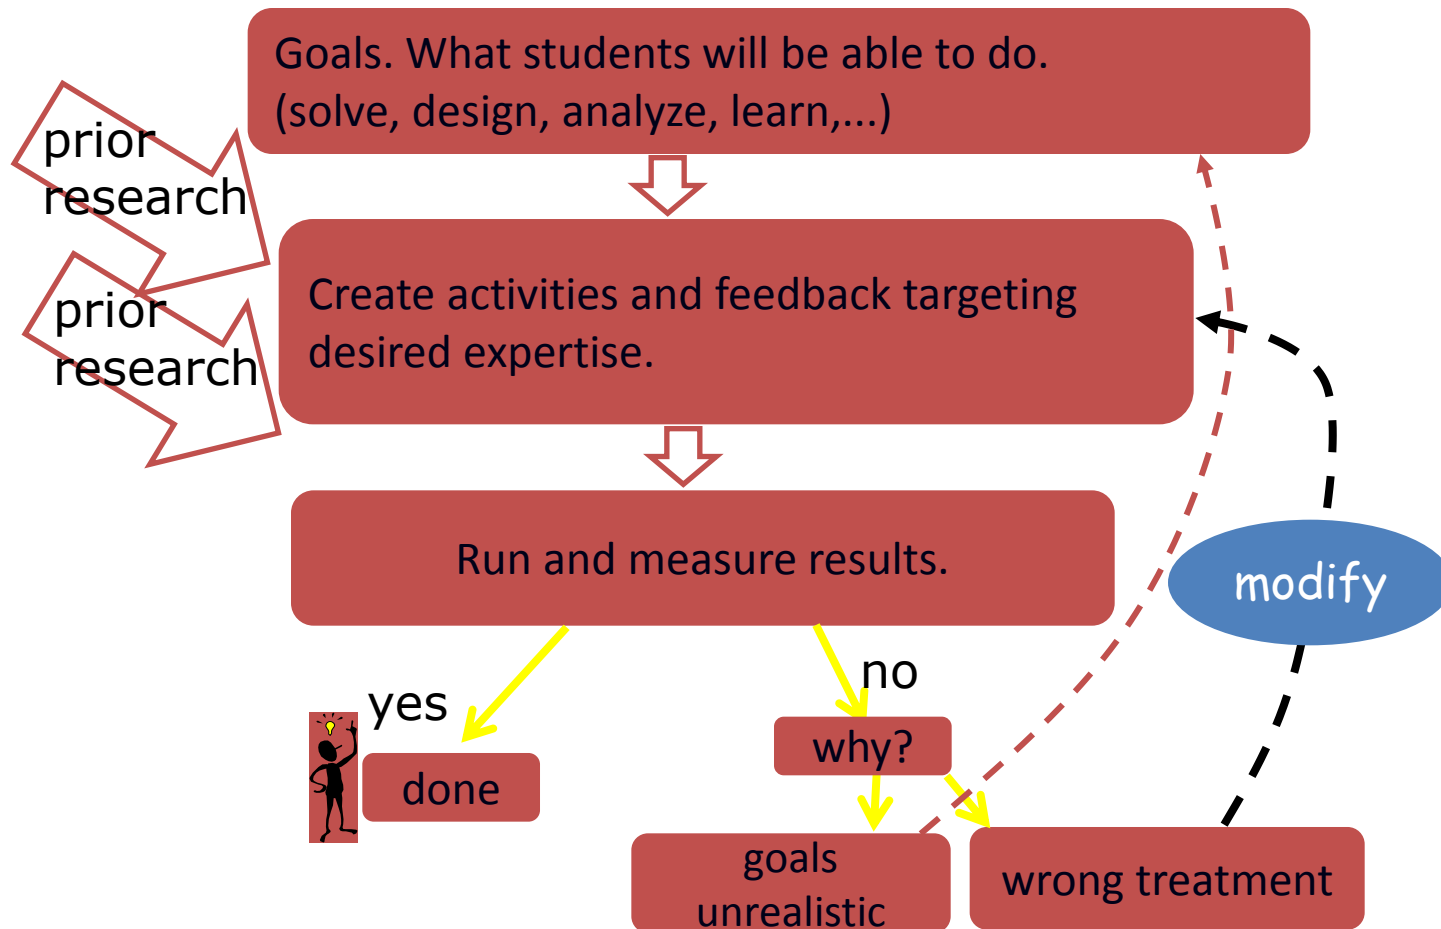 Goals. What students will be able to do.
(solve, design, analyze, learn,...)
prior
research
Create activities and feedback targeting
desired expertise.
prior
research
Run and measure results.
modify
yes
no
why?
done
goals
unrealistic
wrong treatment